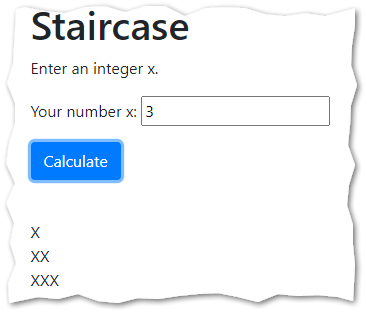 Staircase
Enter an integer x.
Your number x: 3
Calculate
X
XX
XXX